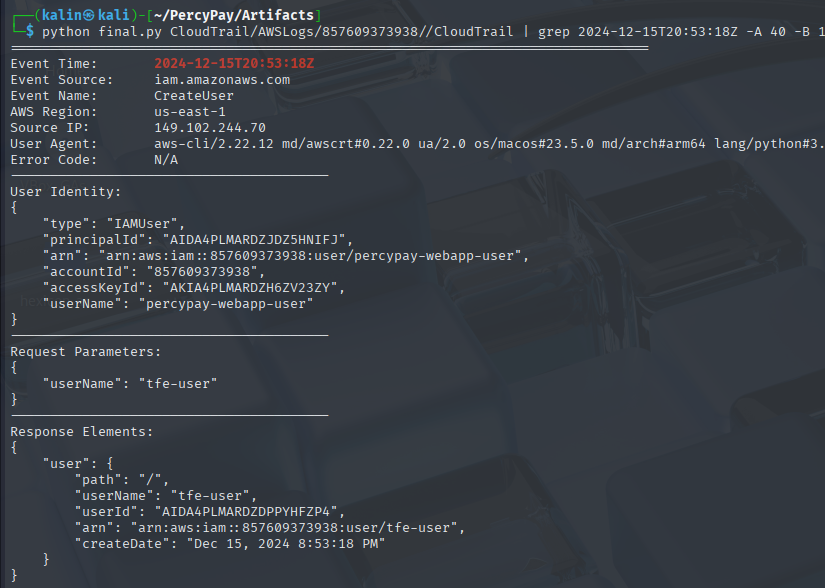 ┌──(kalin㉿kali)-[~/PercyPay/Artifacts]
└─$ python final.py CloudTrail/AWSLogs/857609373938//CloudTrail | grep 2024-12-15T20:53:18Z -A 40 -B 1
Event Time: 2024-12-15T20:53:18Z
Event Source: iam.amazonaws.com
Event Name: CreateUser
AWS Region: us-east-1
Source IP: 149.102.244.70
User Agent: aws-cli/2.22.12 md/awscrt#0.22.0 ua/2.0 os/macos#23.5.0 md/arch#arm64 lang/python#3.
Error Code: N/A
User Identity:
{
    "type": "IAMUser",
    "principalId": "AIDA4PLMARDZJDZ5HNIFJ",
    "arn": "arn:aws:iam::857609373938:user/percypay-webapp-user",
    "accountId": "857609373938",
    "accessKeyId": "AKIA4PLMARDZH6ZV23ZY",
    "userName": "percypay-webapp-user"
}
Request Parameters:
{
    "userName": "tfe-user"
}
Response Elements:
{
    "user": {
        "path": "/",
        "userName": "tfe-user",
        "userId": "AIDA4PLMARDZDPPYHFZP4",
        "arn": "arn:aws:iam::857609373938:user/tfe-user",
        "createDate": "Dec 15, 2024 8:53:18 PM"
    }
}